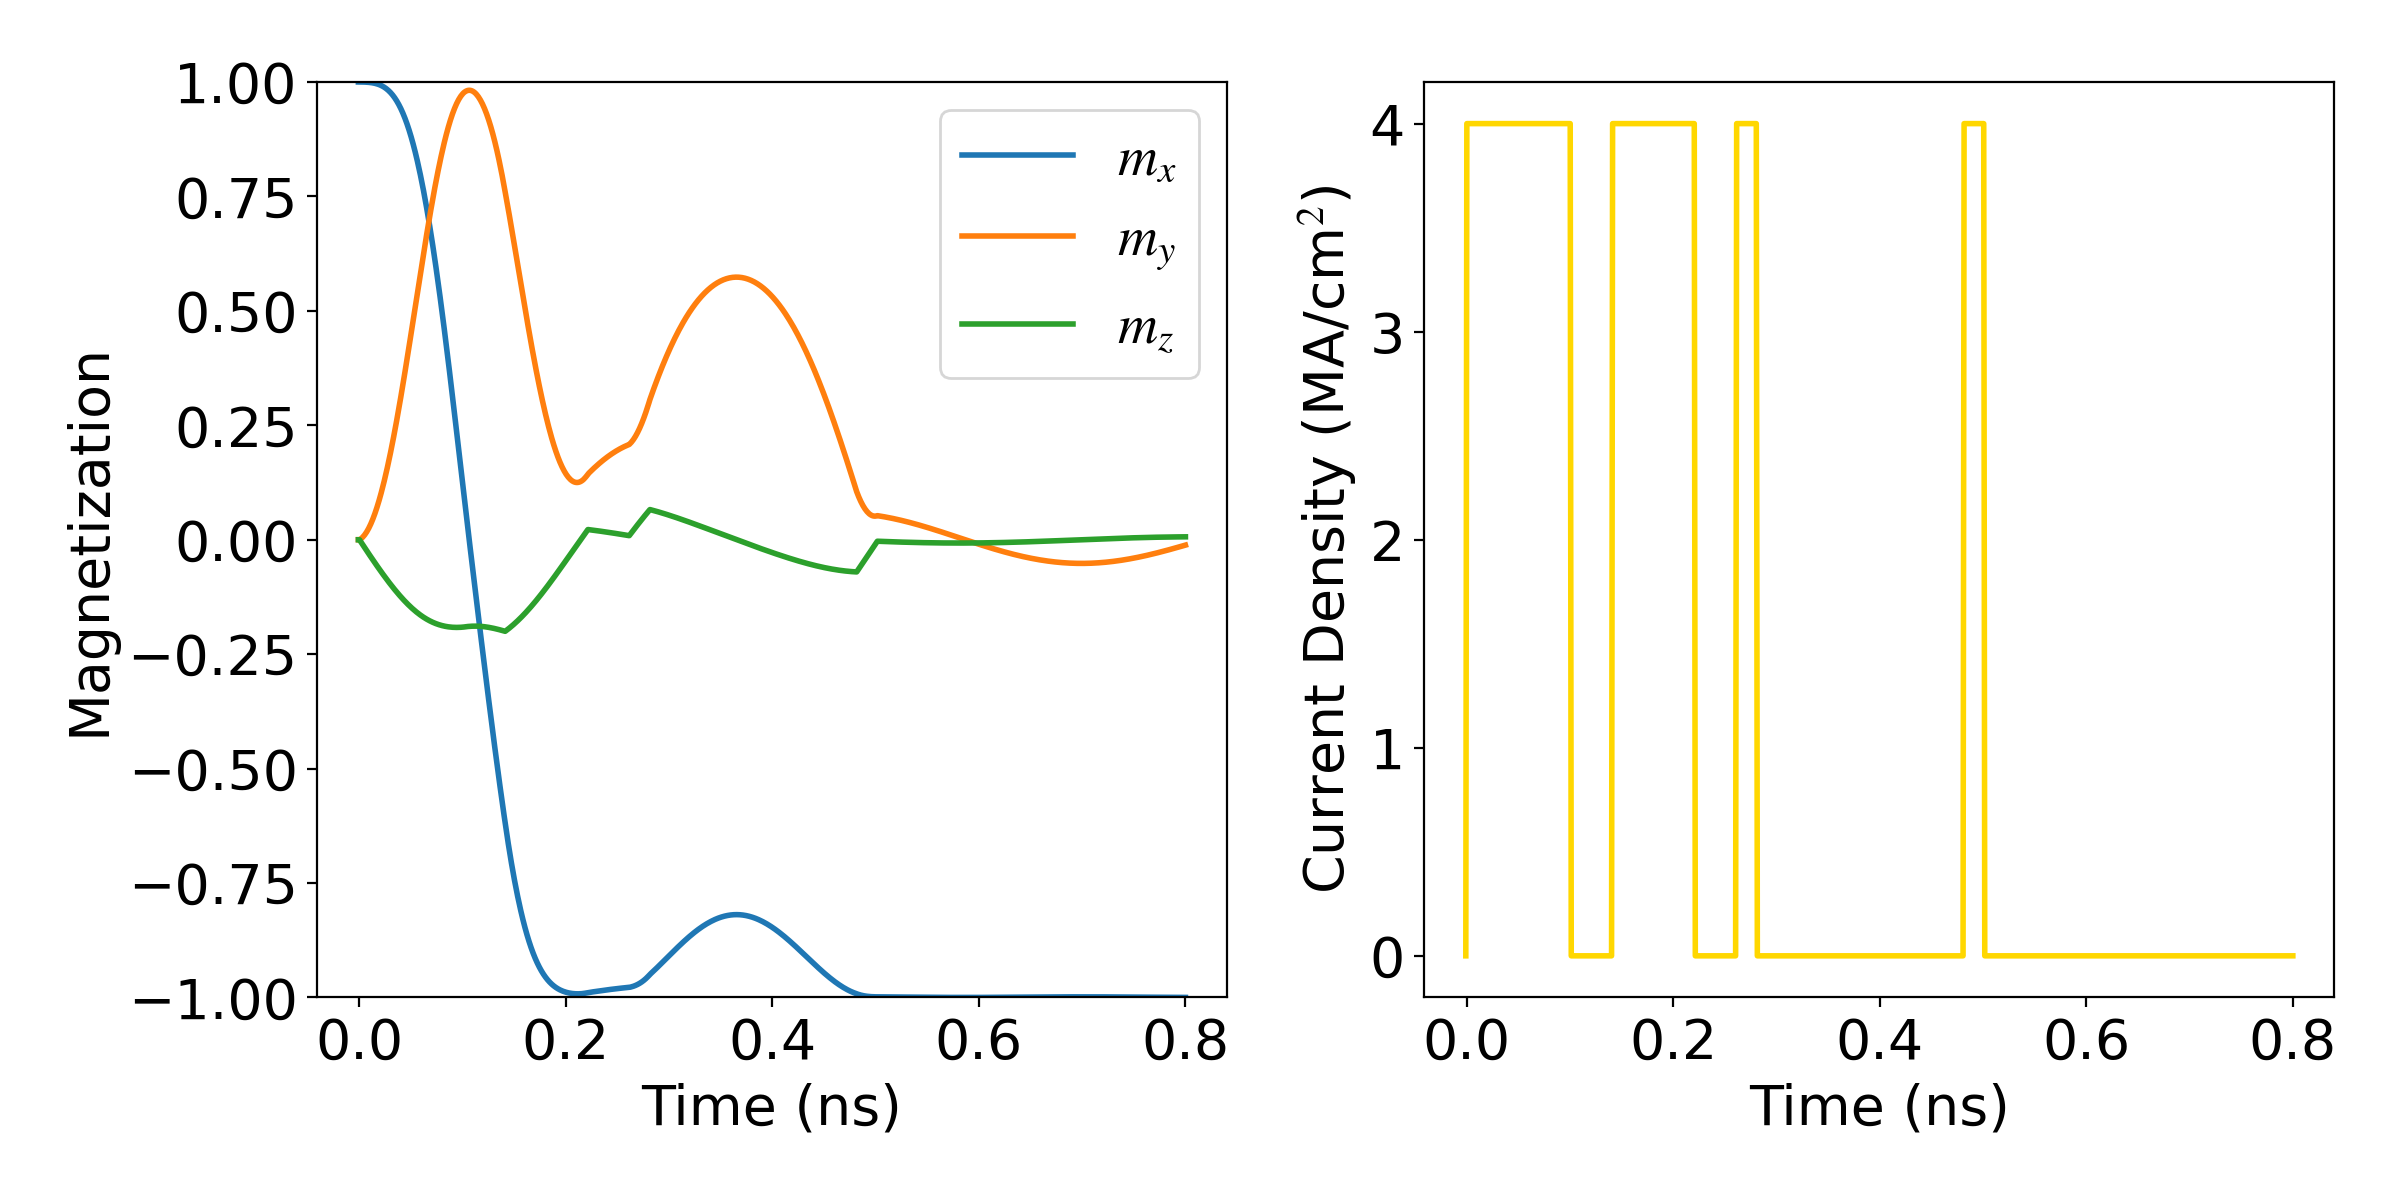 Magnetization
1.00
0.75
0.50
0.25
0.00
−0.25
−0.50
−0.75
−1.00
0.0 0.2 0.4 0.6 0.8
Time (ns)
mₓ
m_y
m_z
Current Density (MA/cm²)
4
3
2
1
0
0.0 0.2 0.4 0.6 0.8
Time (ns)